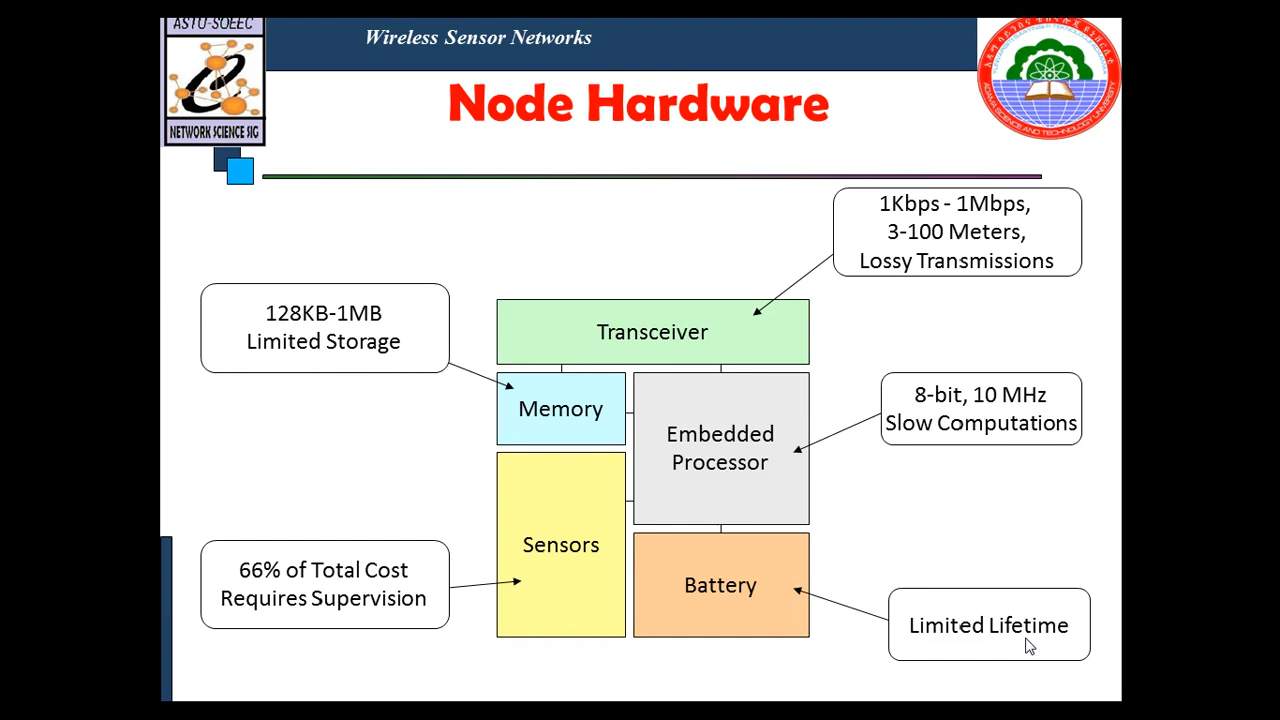 ASTU-SOEEC
Wireless Sensor Networks
NETWORK SCIENCE SIG
Node Hardware
1Kbps - 1Mbps,
3-100 Meters,
Lossy Transmissions
128KB-1MB
Limited Storage
Transceiver
Memory
8-bit, 10 MHz
Slow Computations
Embedded
Processor
Sensors
66% of Total Cost
Requires Supervision
Battery
Limited Lifetime